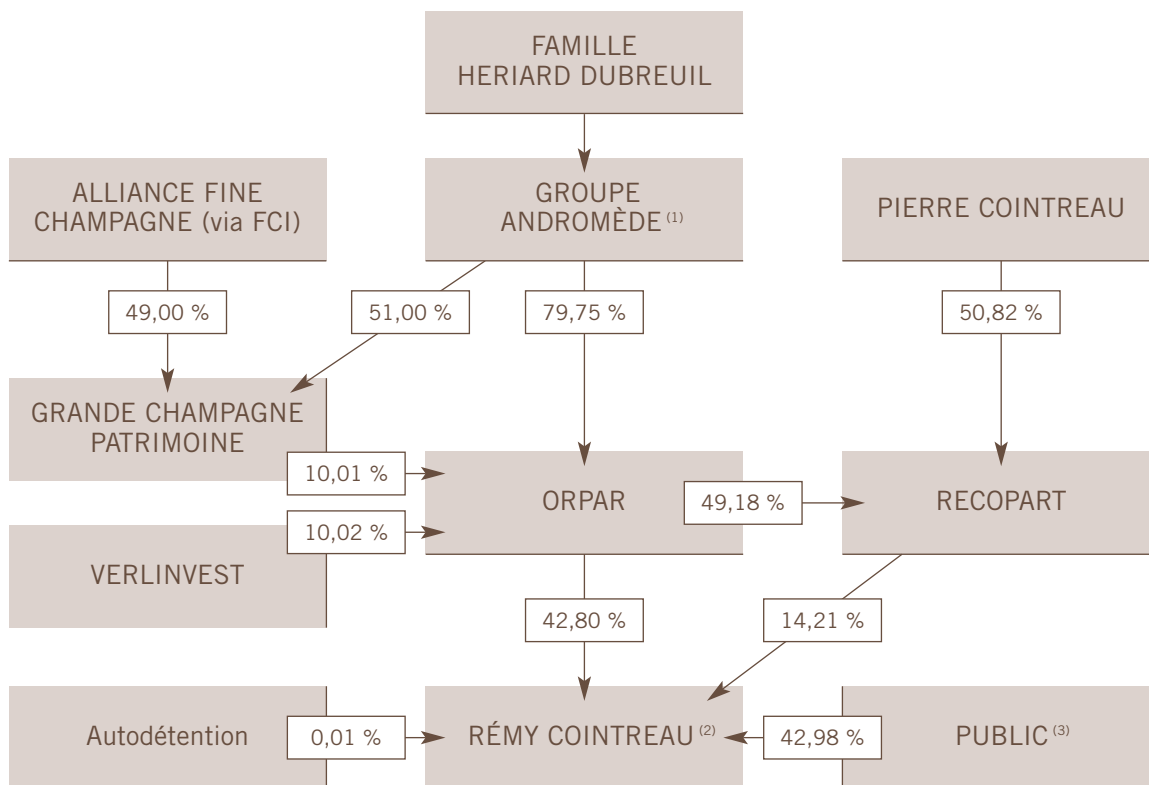 FAMILLE
HERIARD DUBREUIL
ALLIANCE FINE
CHAMPAGNE (via FCI)
GROUPE
ANDROMÈDE (1)
PIERRE COINTREAU
49,00 %
51,00 %
79,75 %
50,82 %
GRANDE CHAMPAGNE
PATRIMOINE
10,01 %
ORPAR
49,18 %
RECOPART
10,02 %
VERLINVEST
42,80 %
14,21 %
Autodétention
0,01 %
RÉMY COINTREAU (2)
42,98 %
PUBLIC (3)